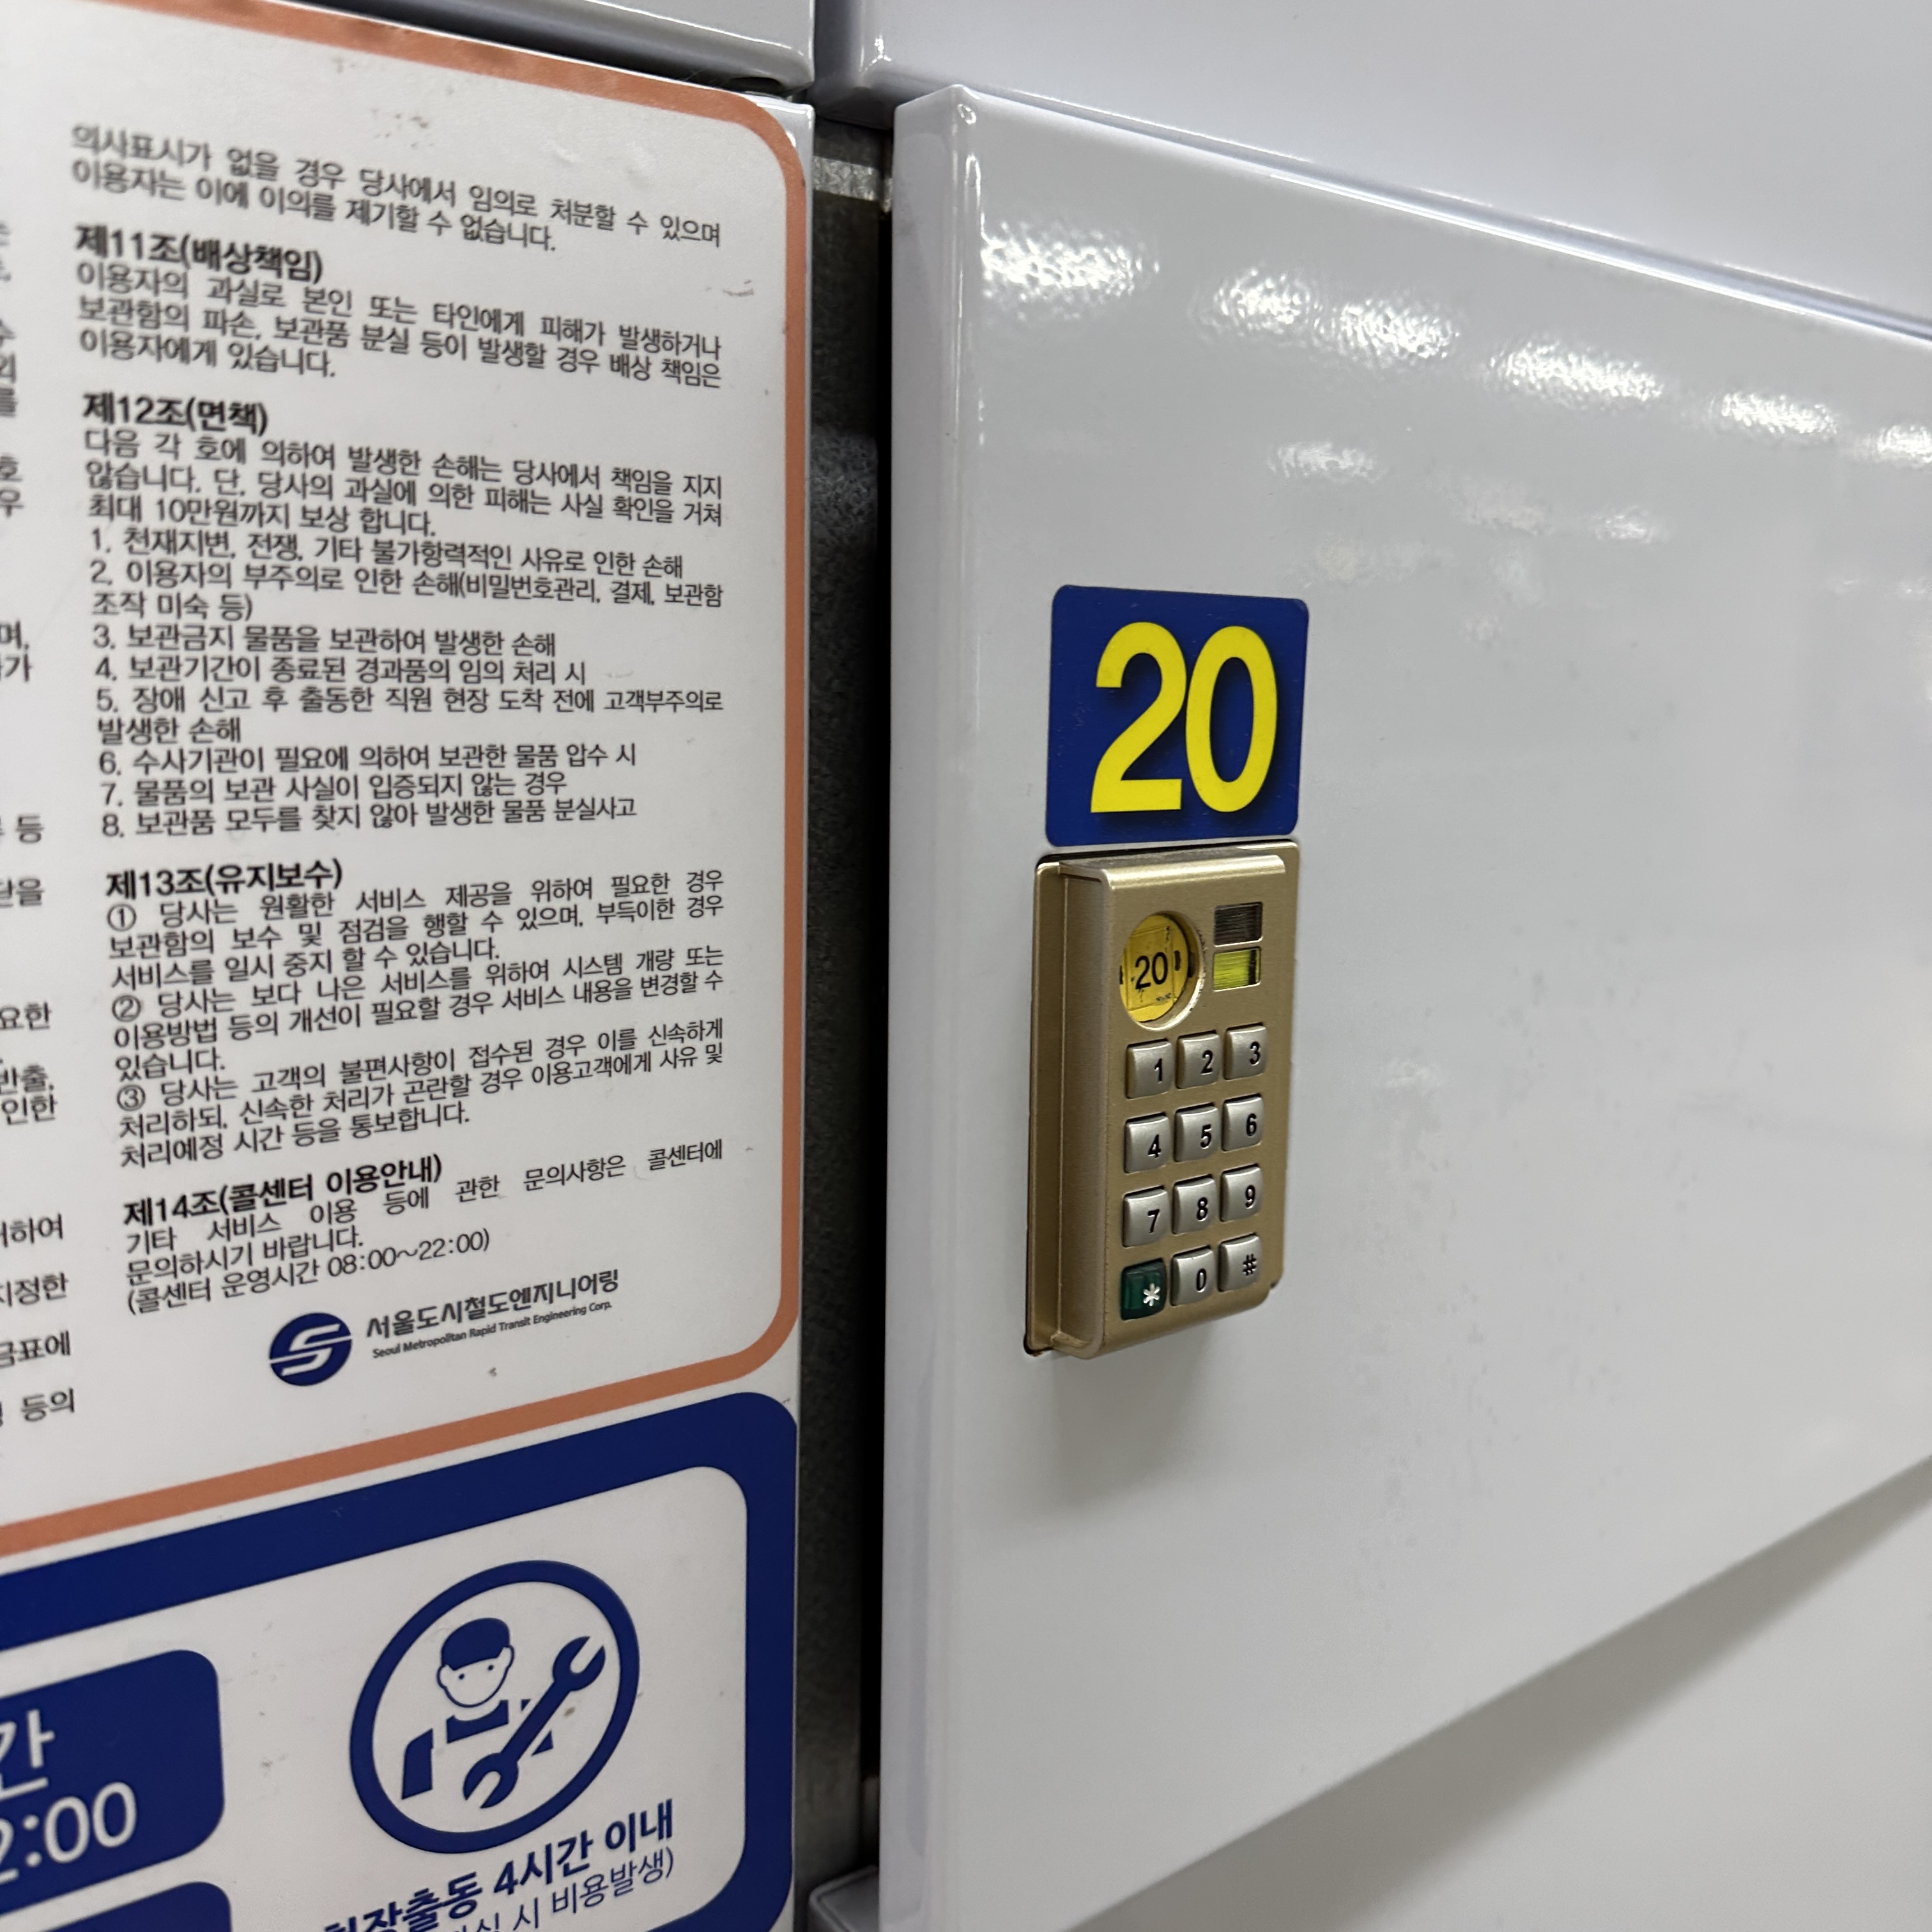 의사표시가 없을 경우 당사에서 임의로 처분할 수 있으며
이용자는 이에 이의를 제기할 수 없습니다.
제11조(배상책임)
이용자의 과실로 본인 또는 타인에게 피해가 발생하거나
보관함의 파손, 보관품 분실 등이 발생할 경우 배상 책임은
이용자에게 있습니다.
제12조(면책)
다음 각 호에 의하여 발생한 손해는 당사에서 책임을 지지
않습니다. 단, 당사의 과실에 의한 피해는 사실 확인을 거쳐
최대 10만원까지 보상 합니다.
1. 천재지변, 전쟁, 기타 불가항력적인 사유로 인한 손해
2. 이용자의 부주의로 인한 손해(비밀번호관리, 결제, 보관함
조작 미숙 등)
3. 보관금지 물품을 보관하여 발생한 손해
4. 보관기간이 종료된 경과품의 임의 처리 시
5. 장애 신고 후 출동한 직원 현장 도착 전에 고객부주의로
발생한 손해
6. 수사기관이 필요에 의하여 보관한 물품 압수 시
7. 물품의 보관 사실이 입증되지 않는 경우
8. 보관품 모두를 찾지 않아 발생한 물품 분실사고
제13조(유지보수)
① 당사는 원활한 서비스 제공을 위하여 필요한 경우
보관함의 보수 및 점검을 행할 수 있으며, 부득이한 경우
서비스를 일시 중지 할 수 있습니다.
② 당사는 보다 나은 서비스를 위하여 시스템 개량 또는
이용방법 등의 개선이 필요할 경우 서비스 내용을 변경할 수
있습니다.
③ 당사는 고객의 불편사항이 접수된 경우 이를 신속하게
처리하되, 신속한 처리가 곤란할 경우 이용고객에게 사유 및
처리예정 시간 등을 통보합니다.
제14조(콜센터 이용안내)
기타 서비스 이용 등에 관한 문의사항은 콜센터에
문의하시기 바랍니다.
(콜센터 운영시간 08:00~22:00)
서울도시철도엔지니어링
Seoul Metropolitan Rapid Transit Engineering Corp.
등
요한
반출,
인한
금표에
등의
간
2:00
출동 4시간 이내
시 비용발생)
20
20
1 2 3
4 5 6
7 8 9
* 0 #